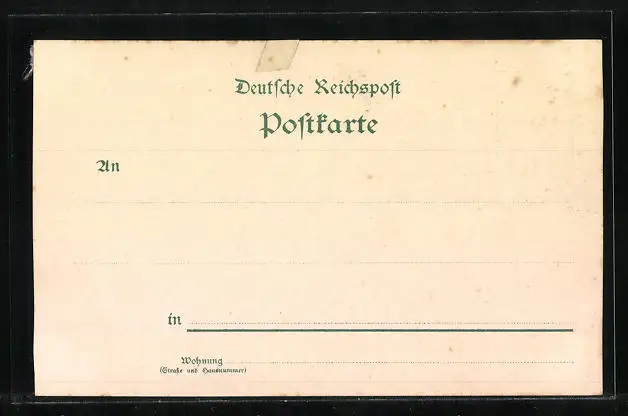 Deutſche Reichspoſt
Poſtkarte
An
in
Wohnung
(Straße und Hausnummer)